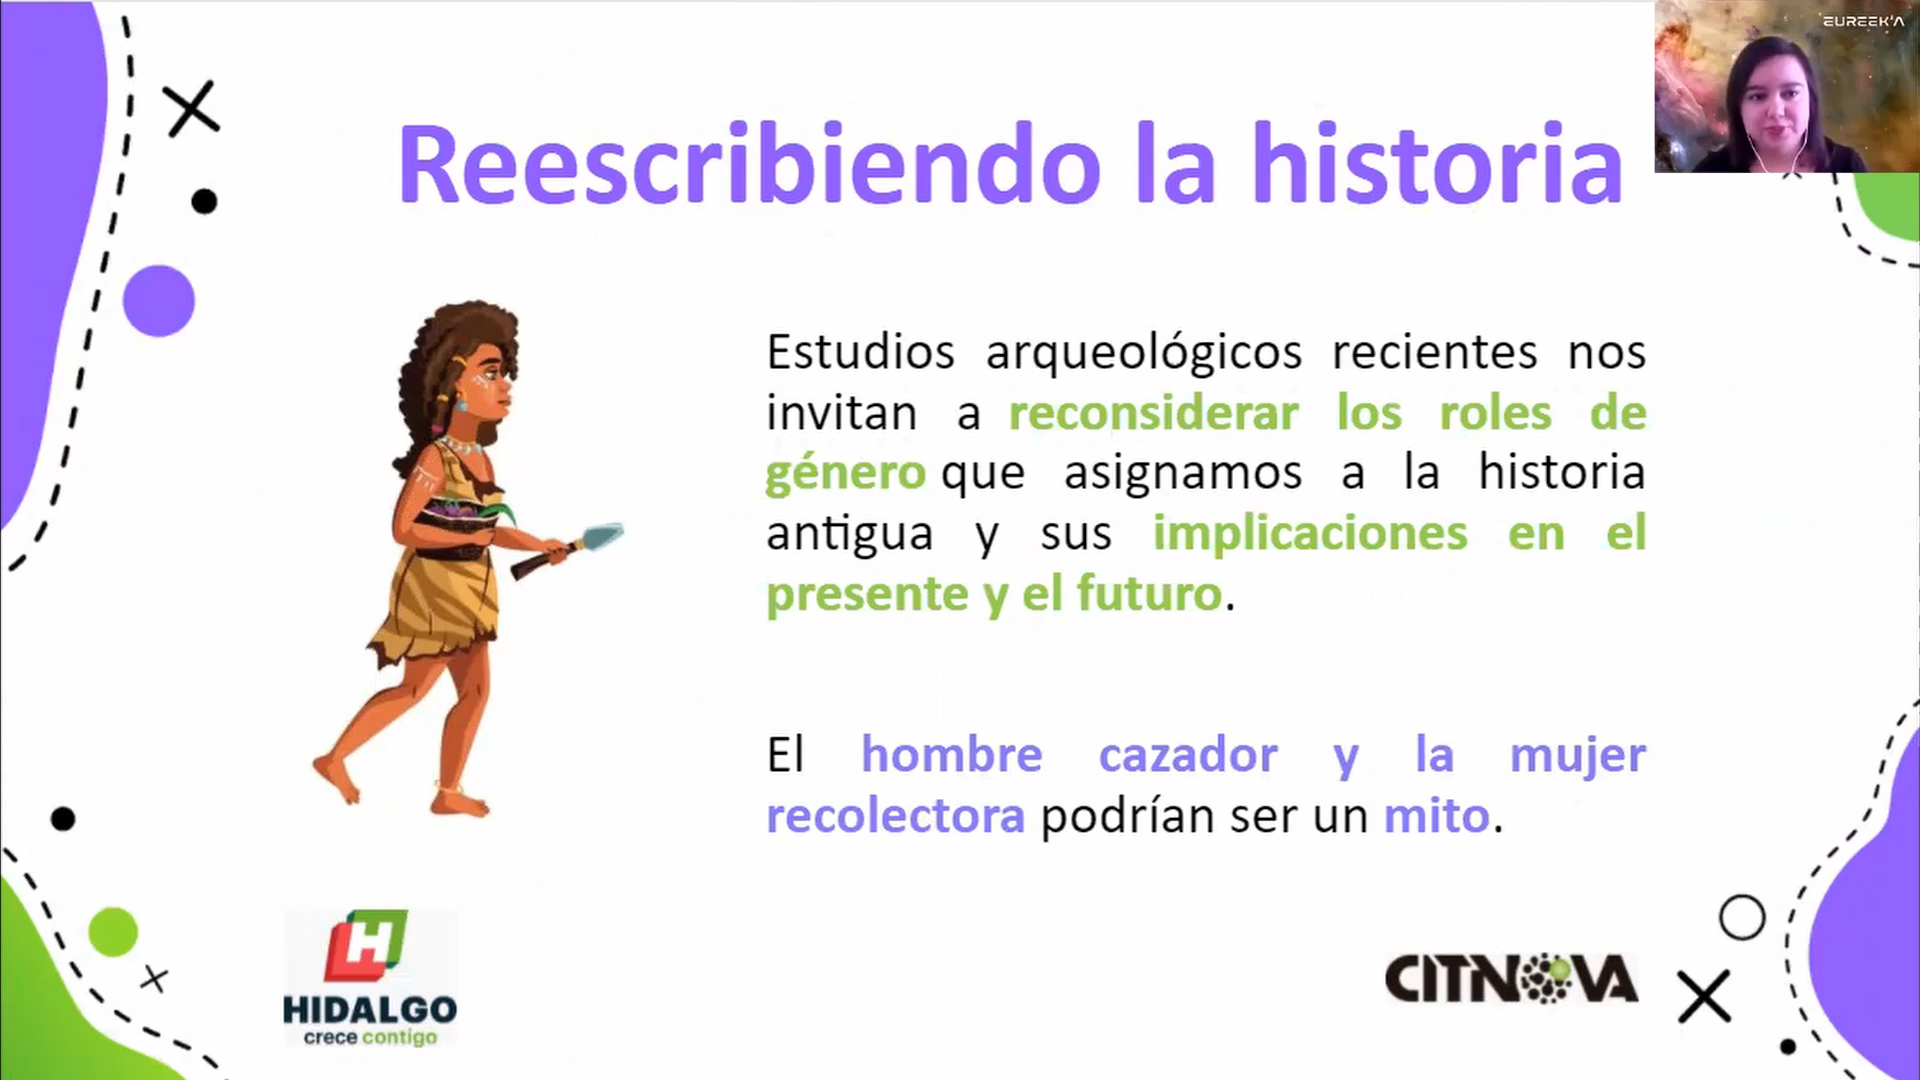 EUREEK'A
Reescribiendo la historia
Estudios arqueológicos recientes nos
invitan a reconsiderar los roles de
género que asignamos a la historia
antigua y sus implicaciones en el
presente y el futuro.
El hombre cazador y la mujer
recolectora podrían ser un mito.
HIDALGO
crece contigo
CITNOVA